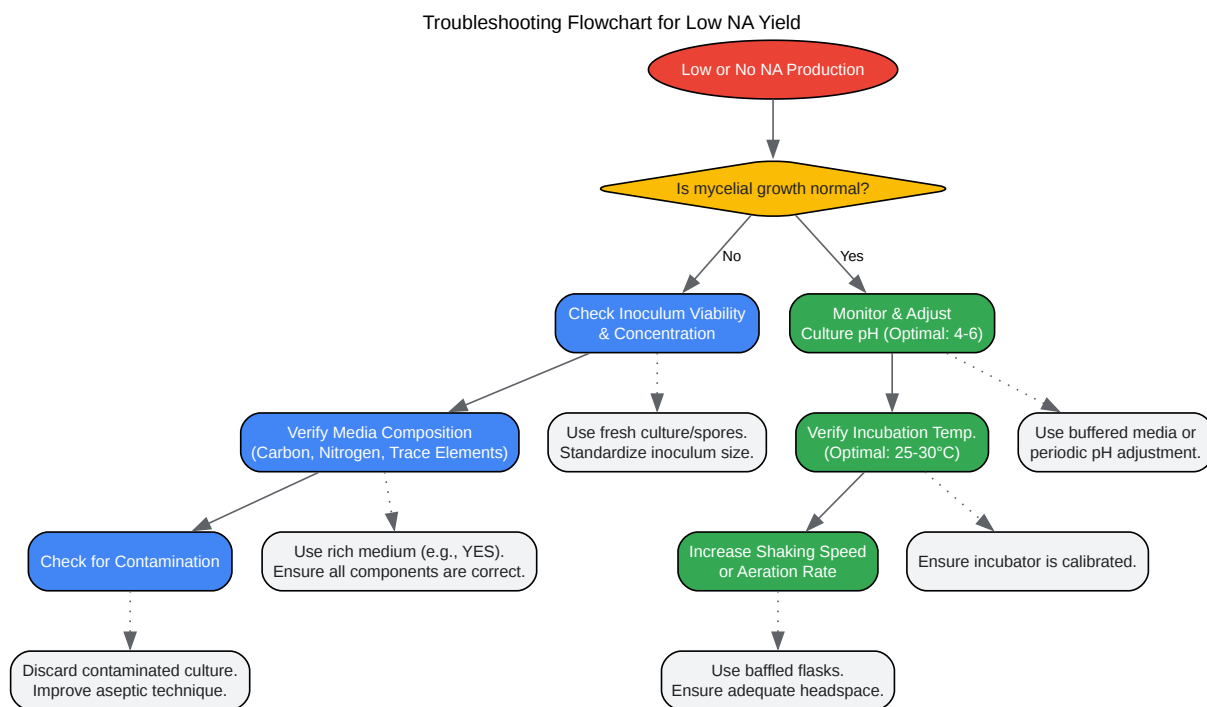 Troubleshooting Flowchart for Low NA Yield
Low or No NA Production
Is mycelial growth normal?
No
Yes
Check Inoculum Viability
& Concentration
Monitor & Adjust
Culture pH (Optimal: 4-6)
Verify Media Composition
(Carbon, Nitrogen, Trace Elements)
Use fresh culture/spores.
Standardize inoculum size.
Verify Incubation Temp.
(Optimal: 25-30°C)
Use buffered media or
periodic pH adjustment.
Check for Contamination
Use rich medium (e.g., YES).
Ensure all components are correct.
Increase Shaking Speed
or Aeration Rate
Ensure incubator is calibrated.
Discard contaminated culture.
Improve aseptic technique.
Use baffled flasks.
Ensure adequate headspace.